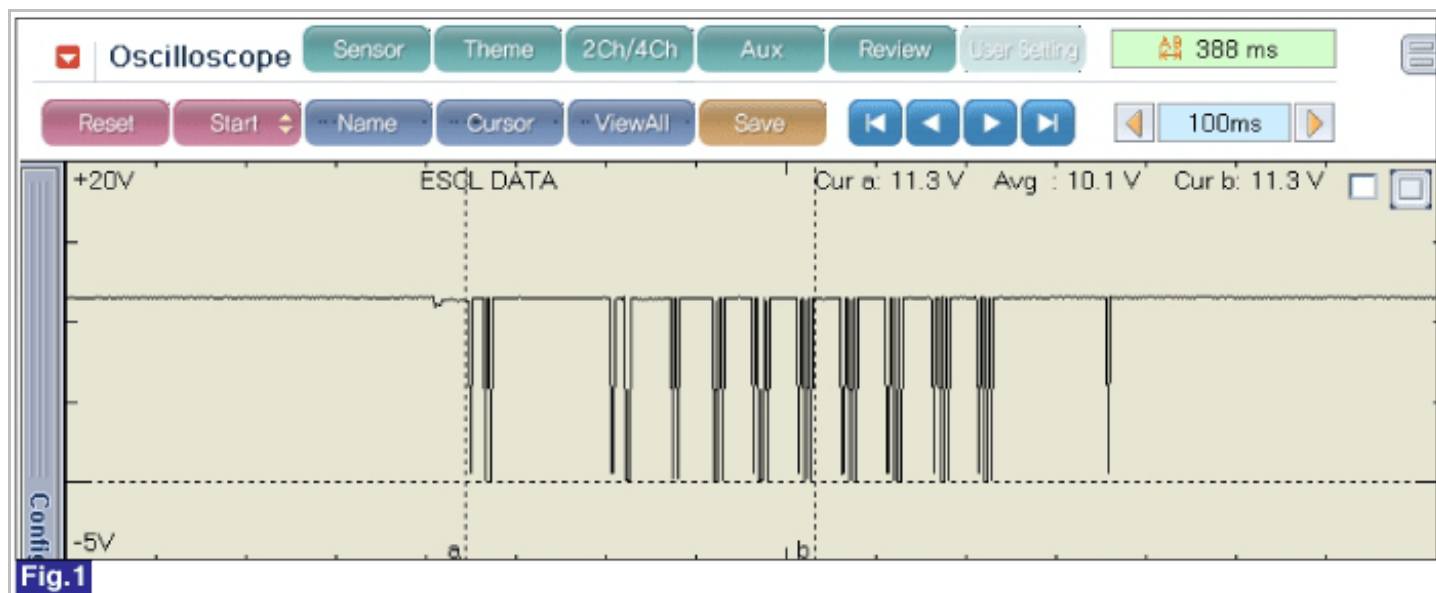 Oscilloscope Sensor Theme 2Ch/4Ch Aux Review User Setting 388 ms
Reset Start Name Cursor ViewAll Save 100ms
+20V ESCL DATA Cur a: 11.3 V Avg : 10.1 V Cur b: 11.3 V
Config
-5V a b
Fig.1